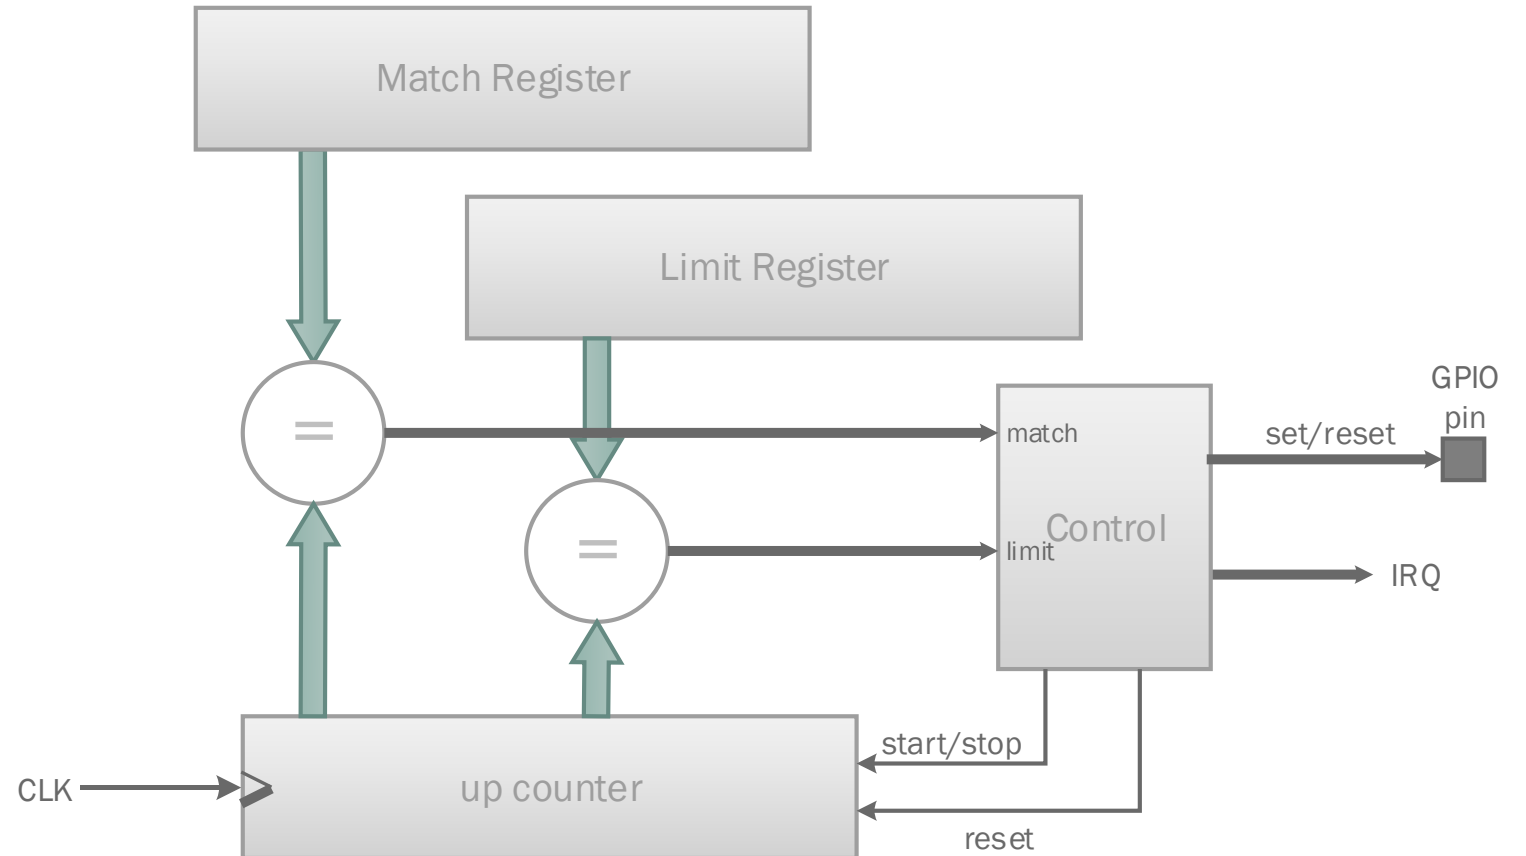 Match Register
Limit Register
GPIO
pin
=
match
set/reset
Control
=
limit
IRQ
start/stop
CLK
up counter
reset